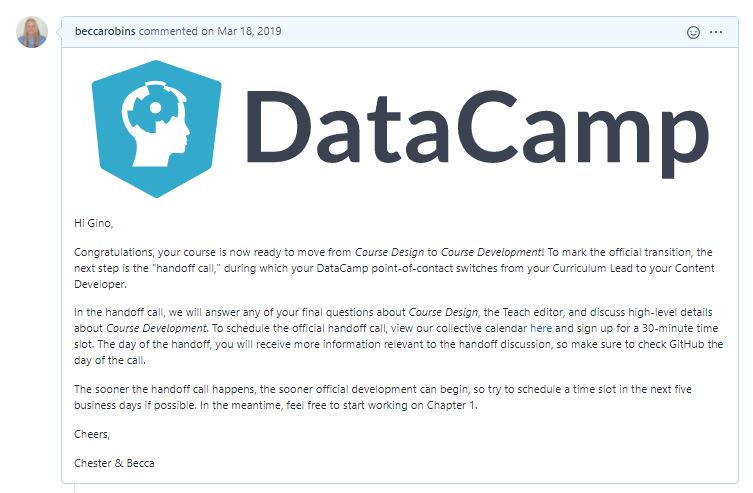 beccarobins commented on Mar 18, 2019
DataCamp
Hi Gino,
Congratulations, your course is now ready to move from Course Design to Course Development! To mark the official transition, the
next step is the "handoff call," during which your DataCamp point-of-contact switches from your Curriculum Lead to your Content
Developer.
In the handoff call, we will answer any of your final questions about Course Design, the Teach editor, and discuss high-level details
about Course Development. To schedule the official handoff call, view our collective calendar here and sign up for a 30-minute time
slot. The day of the handoff, you will receive more information relevant to the handoff discussion, so make sure to check GitHub the
day of the call.
The sooner the handoff call happens, the sooner official development can begin, so try to schedule a time slot in the next five
business days if possible. In the meantime, feel free to start working on Chapter 1.
Cheers,
Chester & Becca